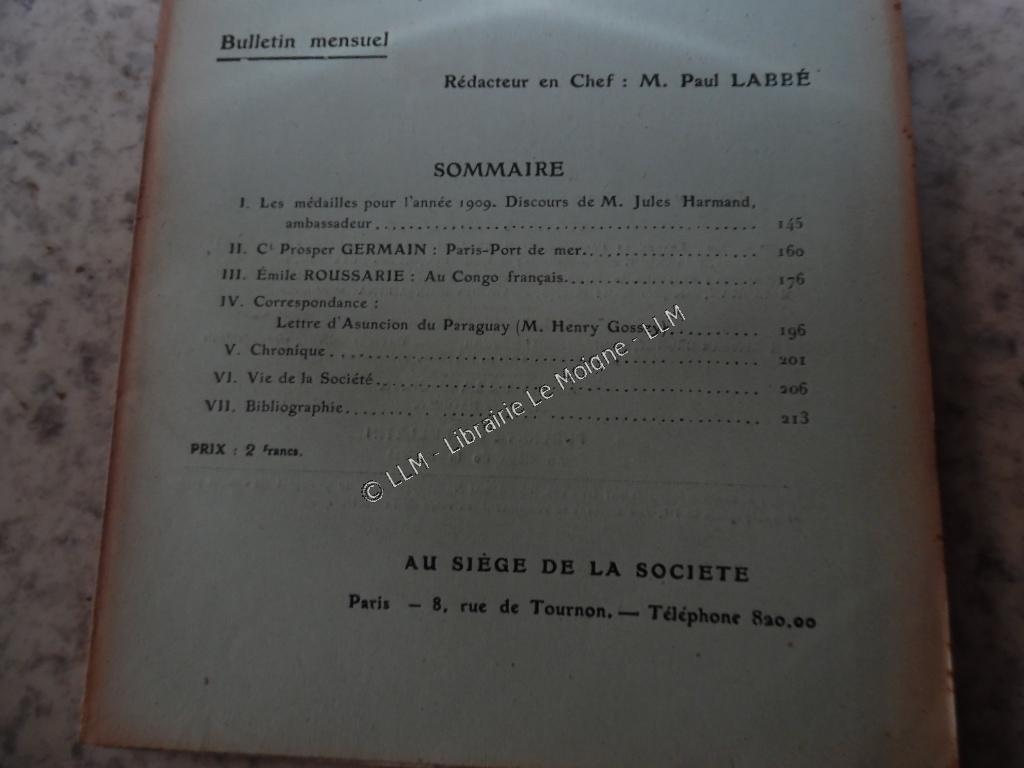 Bulletin mensuel
Rédacteur en Chef : M. Paul LABBÉ
SOMMAIRE
I. Les médailles pour l'année 1909. Discours de M. Jules Harmand,
ambassadeur 145
II. Ct Prosper GERMAIN : Paris-Port de mer. 160
III. Émile ROUSSARIE : Au Congo français. 176
IV. Correspondance :
Lettre d'Asuncion du Paraguay (M. Henry 196
V. Chronique 201
VI. Vie de la Société 206
VII. Bibliographie 213
PRIX : 2 francs.
© LLM - Librairie Le Moigne - LLM
AU SIÈGE DE LA SOCIETE
Paris — 8, rue de Tournon. — Téléphone 820.00